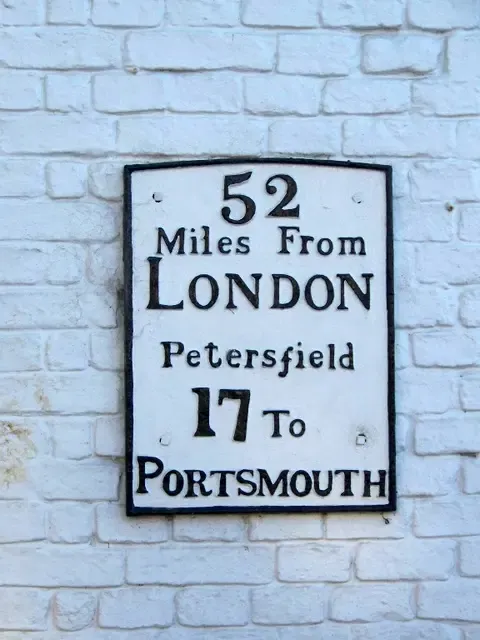 52
Miles From
LONDON
Petersfield
17 To
PORTSMOUTH